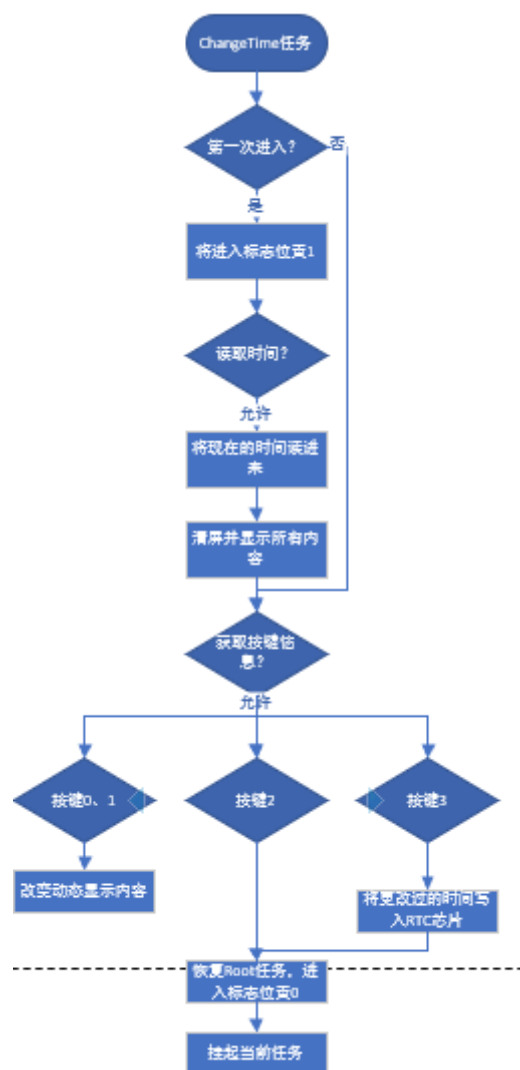 ChangeTime任务
第一次进入？
否
是
将进入标志位置1
读取时间？
允许
将现在的时间读进
来
清屏并显示所有内
容
获取按键信
息？
允许
按键0、1
按键2
按键3
改变动态显示内容
将更改过的时间写
入RTC芯片
恢复Root任务，进
入标志位置0
挂起当前任务